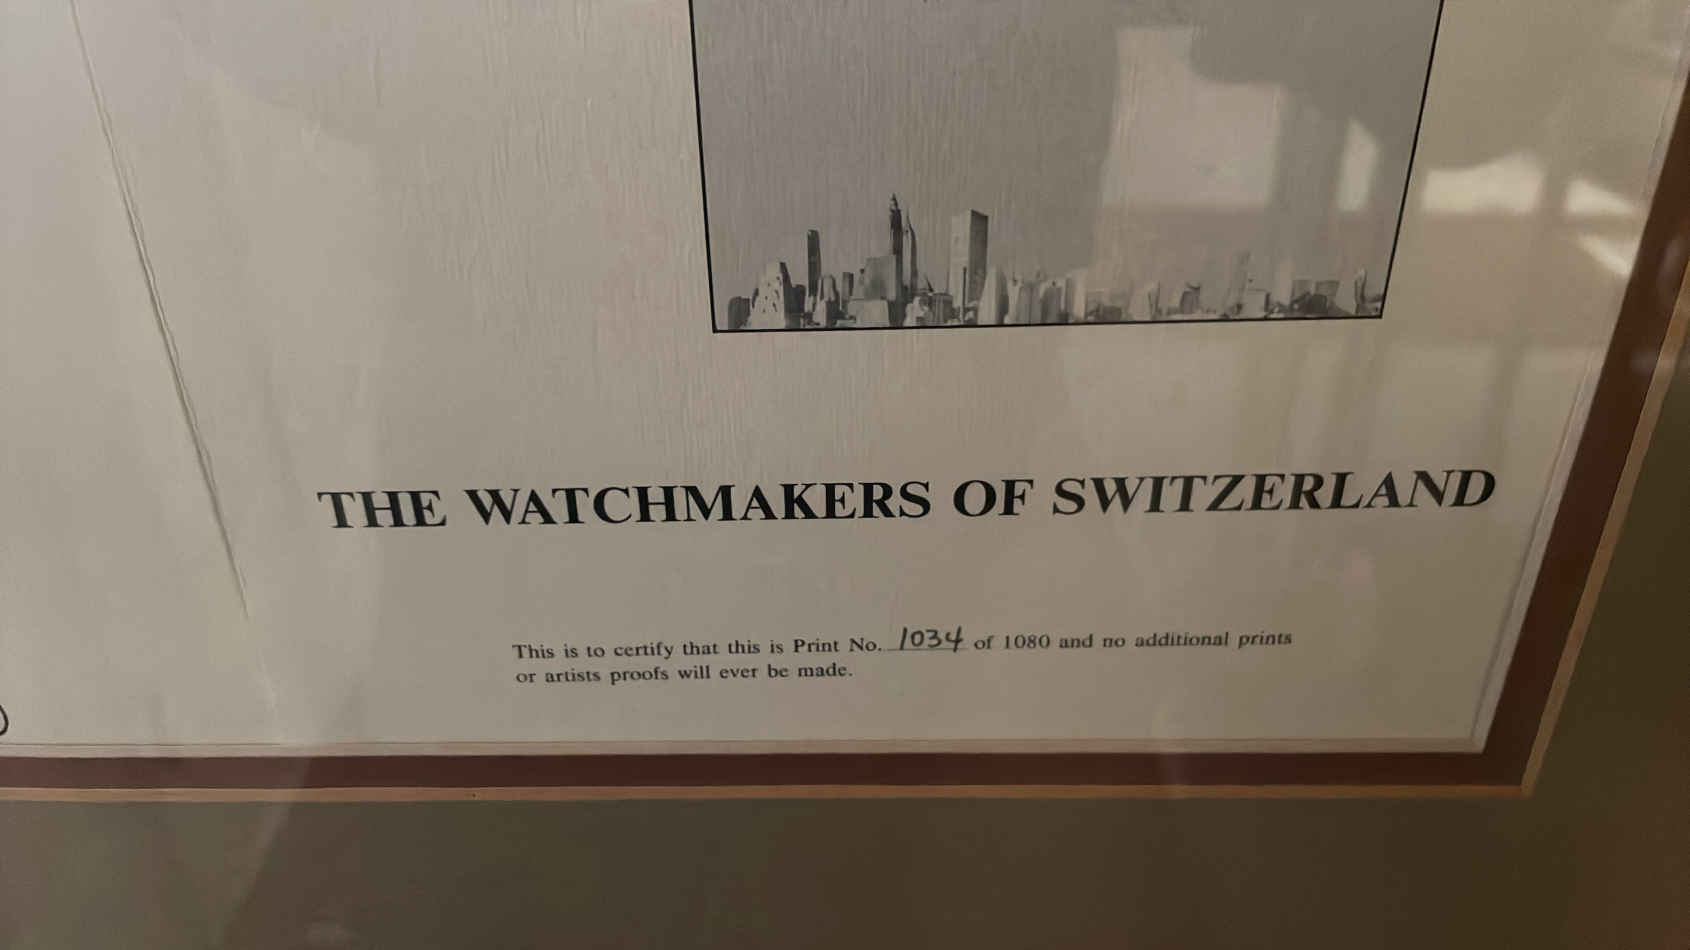 THE WATCHMAKERS OF SWITZERLAND
This is to certify that this is Print No. 1034 of 1080 and no additional prints
or artists proofs will ever be made.